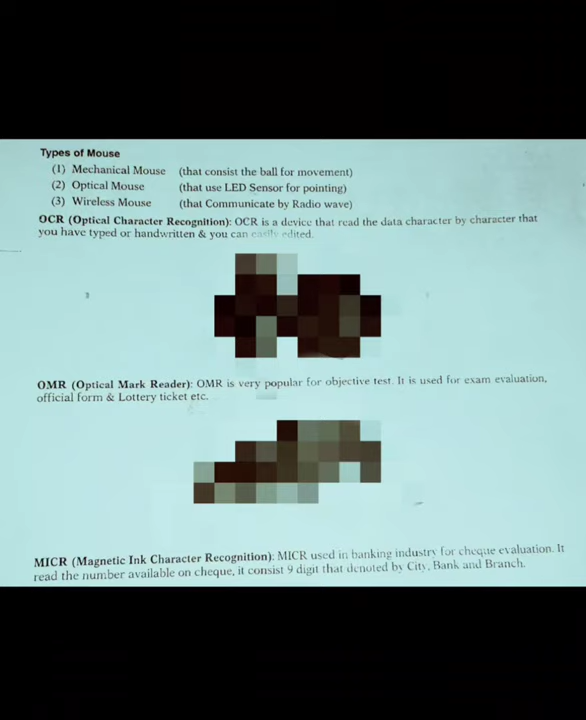 Types of Mouse
(1) Mechanical Mouse (that consist the ball for movement)
(2) Optical Mouse (that use LED Sensor for pointing)
(3) Wireless Mouse (that Communicate by Radio wave)
OCR (Optical Character Recognition): OCR is a device that read the data character by character that
you have typed or handwritten & you can easily edited.
OMR (Optical Mark Reader): OMR is very popular for objective test. It is used for exam evaluation,
official form & Lottery ticket etc.
MICR (Magnetic Ink Character Recognition): MICR used in banking industry for cheque evaluation. It
read the number available on cheque, it consist 9 digit that denoted by City, Bank and Branch.